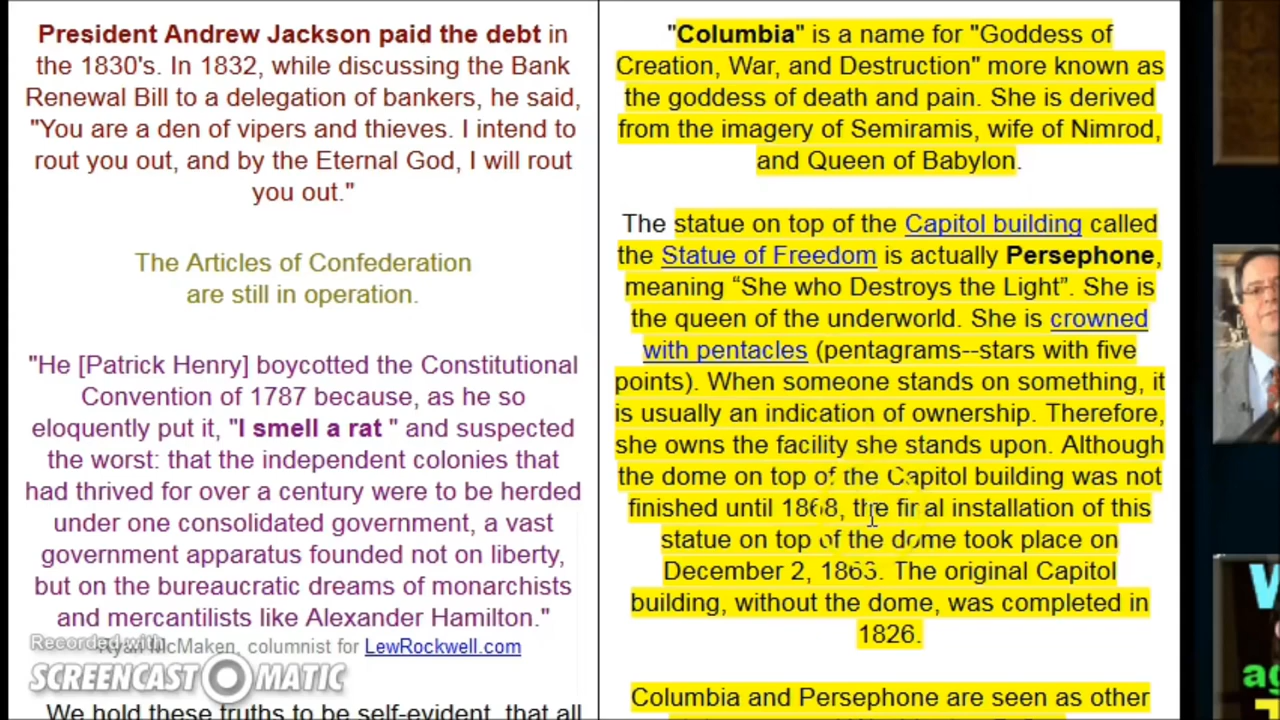 President Andrew Jackson paid the debt in
the 1830's. In 1832, while discussing the Bank
Renewal Bill to a delegation of bankers, he said,
"You are a den of vipers and thieves. I intend to
rout you out, and by the Eternal God, I will rout
you out."
The Articles of Confederation
are still in operation.
"He [Patrick Henry] boycotted the Constitutional
Convention of 1787 because, as he so
eloquently put it, "I smell a rat " and suspected
the worst: that the independent colonies that
had thrived for over a century were to be herded
under one consolidated government, a vast
government apparatus founded not on liberty,
but on the bureaucratic dreams of monarchists
and mercantilists like Alexander Hamilton."
Ryan McMaken, columnist for LewRockwell.com
We hold these truths to be self-evident, that all
"Columbia" is a name for "Goddess of
Creation, War, and Destruction" more known as
the goddess of death and pain. She is derived
from the imagery of Semiramis, wife of Nimrod,
and Queen of Babylon.
The statue on top of the Capitol building called
the Statue of Freedom is actually Persephone,
meaning “She who Destroys the Light”. She is
the queen of the underworld. She is crowned
with pentacles (pentagrams--stars with five
points). When someone stands on something, it
is usually an indication of ownership. Therefore,
she owns the facility she stands upon. Although
the dome on top of the Capitol building was not
finished until 1868, the final installation of this
statue on top of the dome took place on
December 2, 1863. The original Capitol
building, without the dome, was completed in
1826.
Columbia and Persephone are seen as other
Recorded with
SCREENCAST MATIC